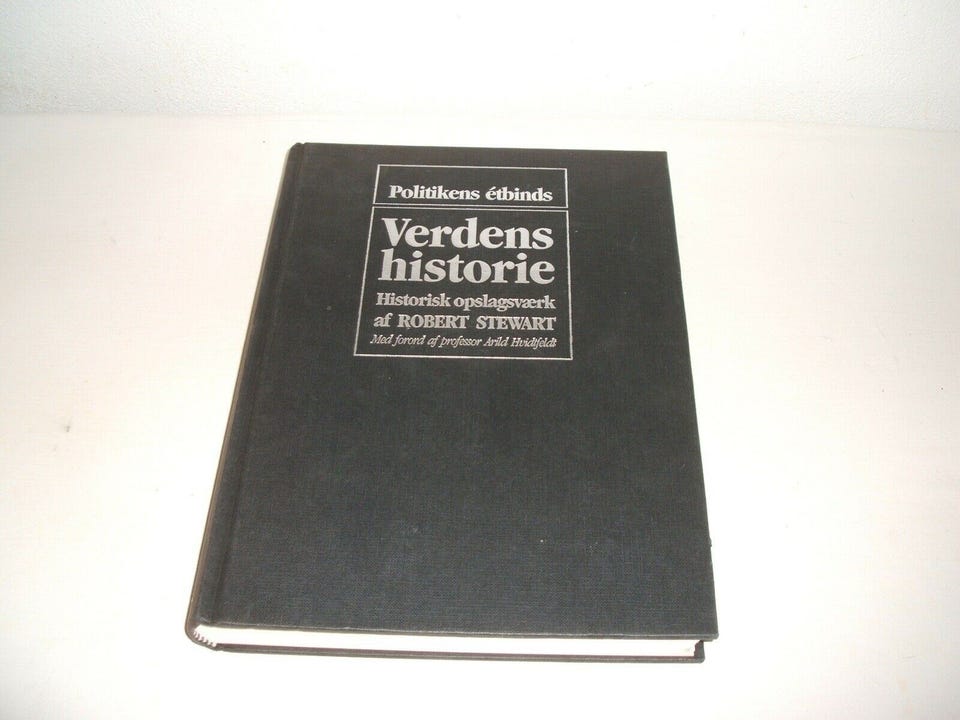 Politikens étbinds
Verdens
historie
Historisk opslagsværk
af ROBERT STEWART
Med forord af professor Arild Hvidtfeldt